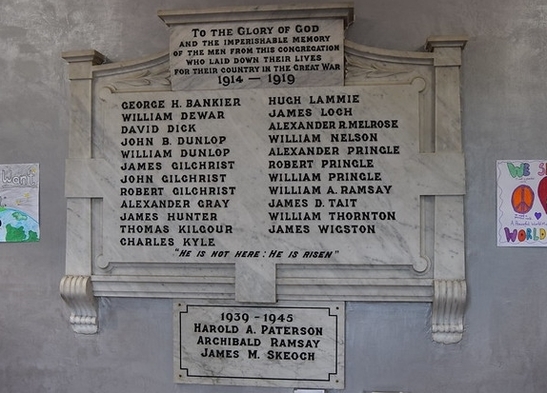 To the Glory of God
and the imperishable memory
of the men from this congregation
who laid down their lives
for their country in the Great War
1914 — 1919
George H. Bankier
William Dewar
David Dick
John B. Dunlop
William Dunlop
James Gilchrist
John Gilchrist
Robert Gilchrist
Alexander Gray
James Hunter
Thomas Kilgour
Charles Kyle
Hugh Lammie
James Loch
Alexander R. Melrose
William Nelson
Alexander Pringle
Robert Pringle
William Pringle
William A. Ramsay
James D. Tait
William Thornton
James Wigston
"He is not here: He is risen"
1939 - 1945
Harold A. Paterson
Archibald Ramsay
James M. Skeoch
Want
WE
WORLD